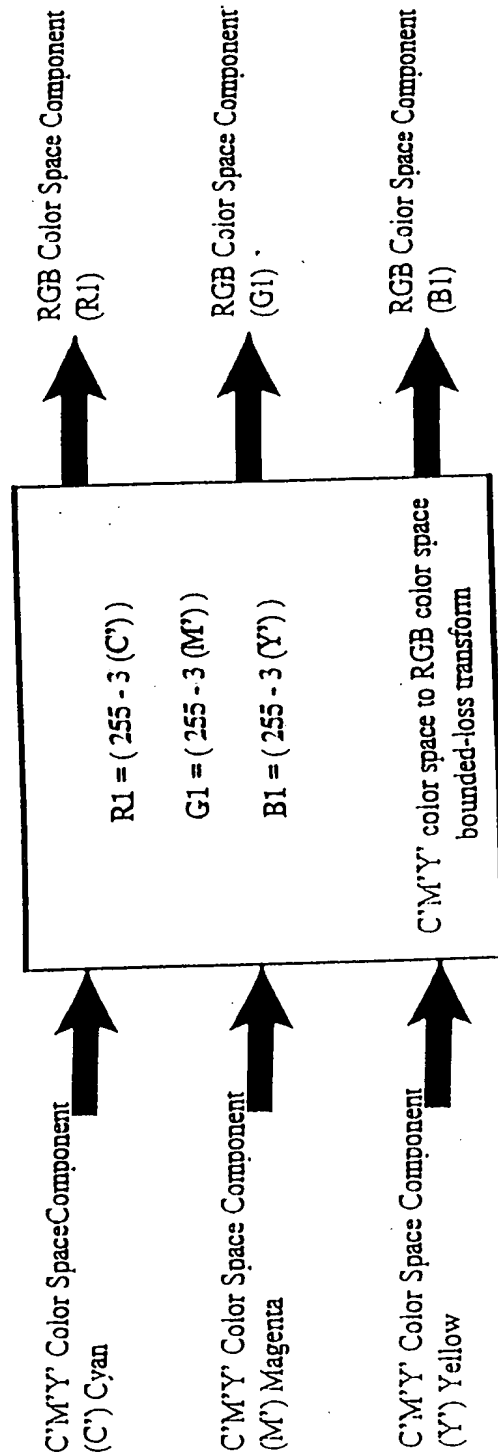 C'M'Y' Color SpaceComponent
(C') Cyan
C'M'Y' Color Space Component
(M') Magenta
C'M'Y' Color Space Component
(Y') Yellow
R1 = ( 255 - 3 (C') )
G1 = ( 255 - 3 (M') )
B1 = ( 255 - 3 (Y') )
C'M'Y' color space to RGB color space
bounded-loss transform
RGB Color Space Component
(R1)
RGB Color Space Component
(G1)
RGB Color Space Component
(B1)